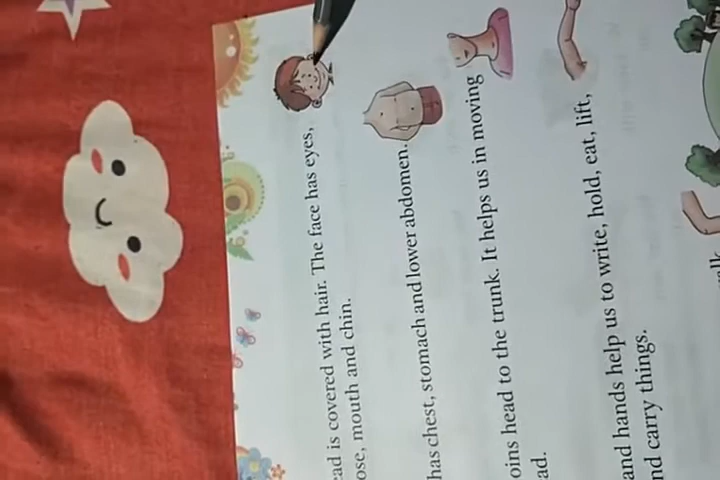 ad is covered with hair. The face has eyes,
ose, mouth and chin.
has chest, stomach and lower abdomen.
oins head to the trunk. It helps us in moving
ad.
and hands help us to write, hold, eat, lift,
nd carry things.